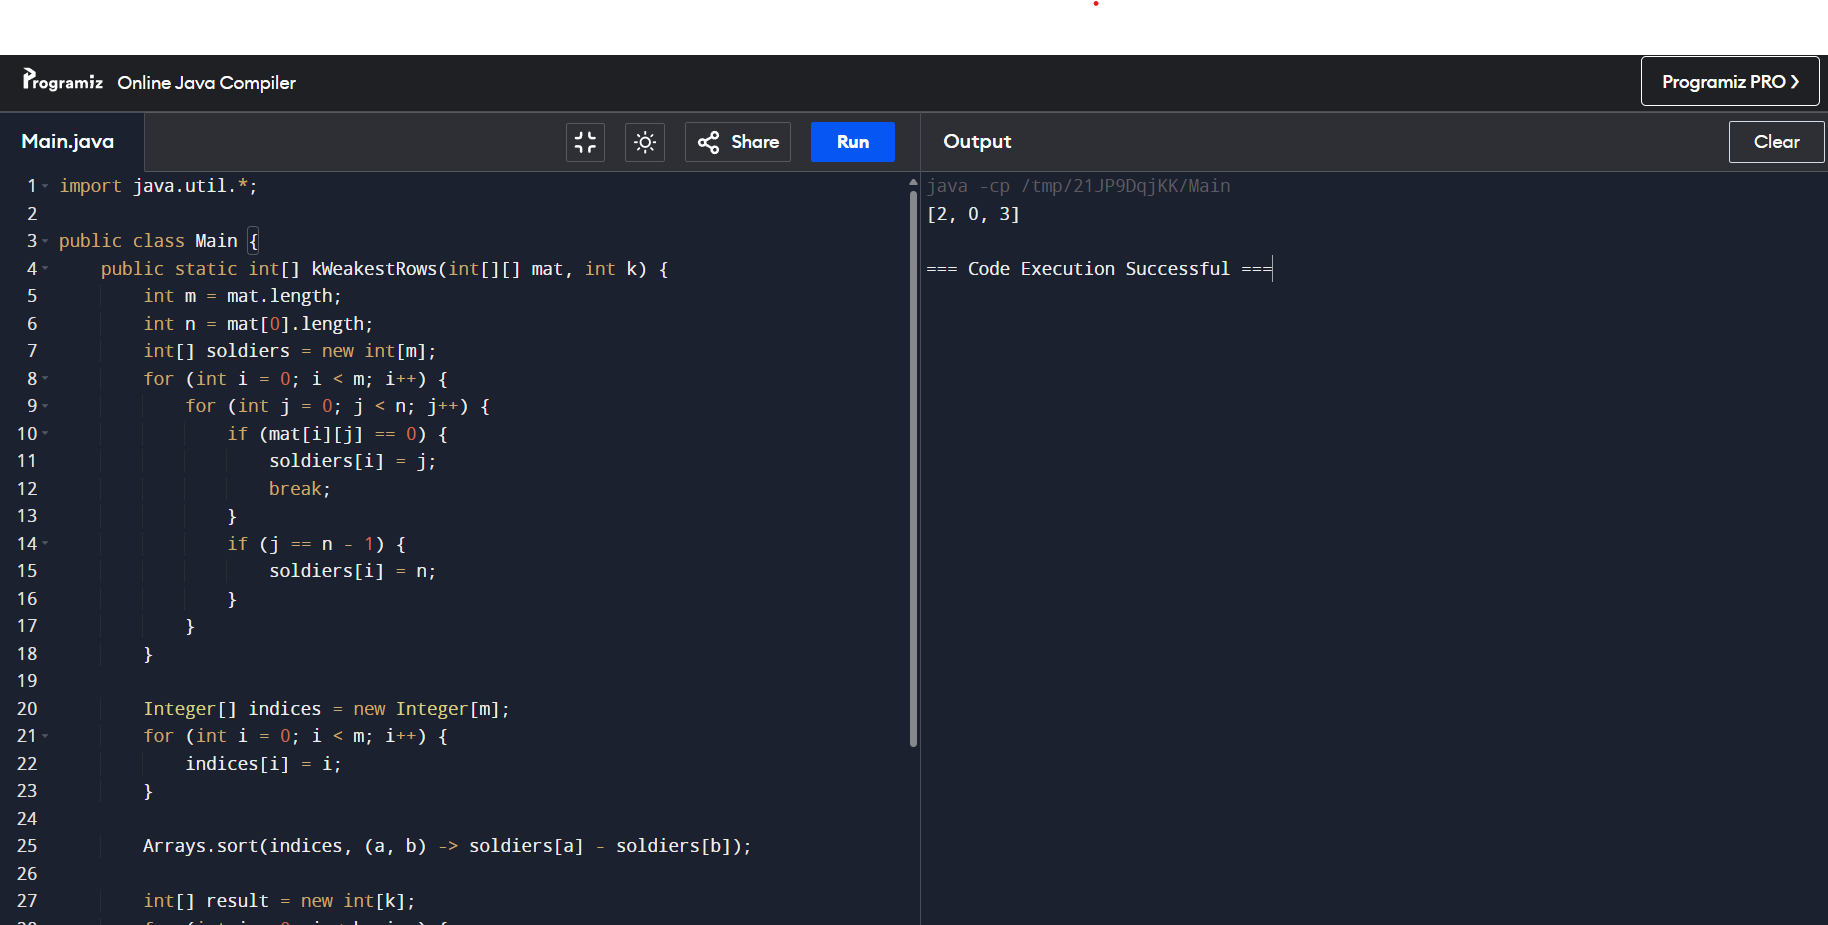 Programiz Online Java Compiler
Programiz PRO ❯
Main.java
Share
Run
Output
Clear
1 import java.util.*;
2
3 public class Main {
4 public static int[] kWeakestRows(int[][] mat, int k) {
5 int m = mat.length;
6 int n = mat[0].length;
7 int[] soldiers = new int[m];
8 for (int i = 0; i < m; i++) {
9 for (int j = 0; j < n; j++) {
10 if (mat[i][j] == 0) {
11 soldiers[i] = j;
12 break;
13 }
14 if (j == n - 1) {
15 soldiers[i] = n;
16 }
17 }
18 }
19
20 Integer[] indices = new Integer[m];
21 for (int i = 0; i < m; i++) {
22 indices[i] = i;
23 }
24
25 Arrays.sort(indices, (a, b) -> soldiers[a] - soldiers[b]);
26
27 int[] result = new int[k];
java -cp /tmp/21JP9DqjKK/Main
[2, 0, 3]
=== Code Execution Successful ===